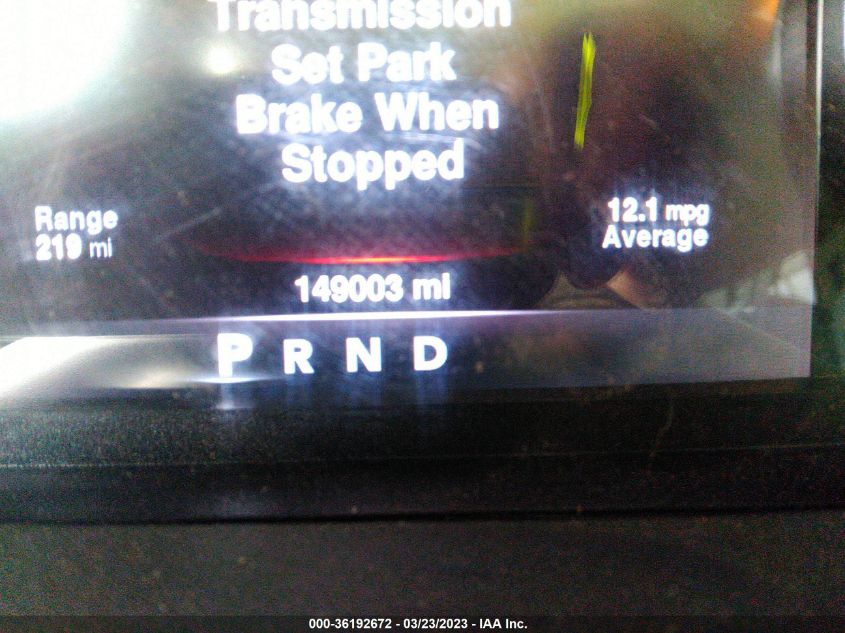 Transmission
Set Park
Brake When
Stopped
Range
219 mi
12.1 mpg
Average
149003 mi
P R N D
000-36192672 - 03/23/2023 - IAA Inc.